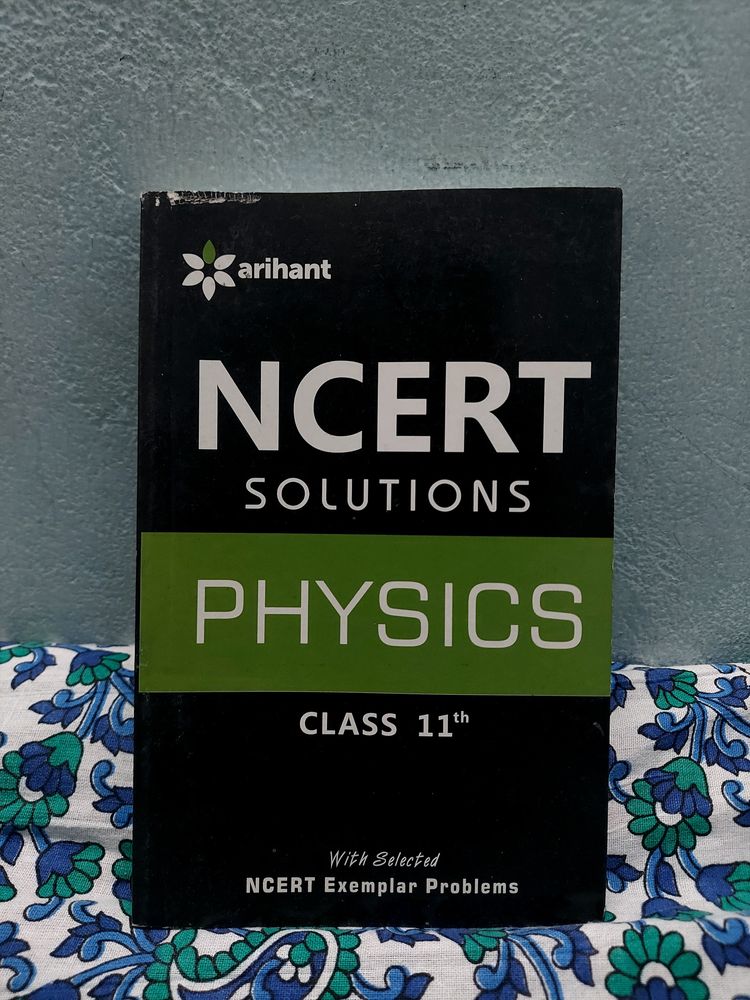 arihant
NCERT
SOLUTIONS
PHYSICS
CLASS 11th
With Selected
NCERT Exemplar Problems